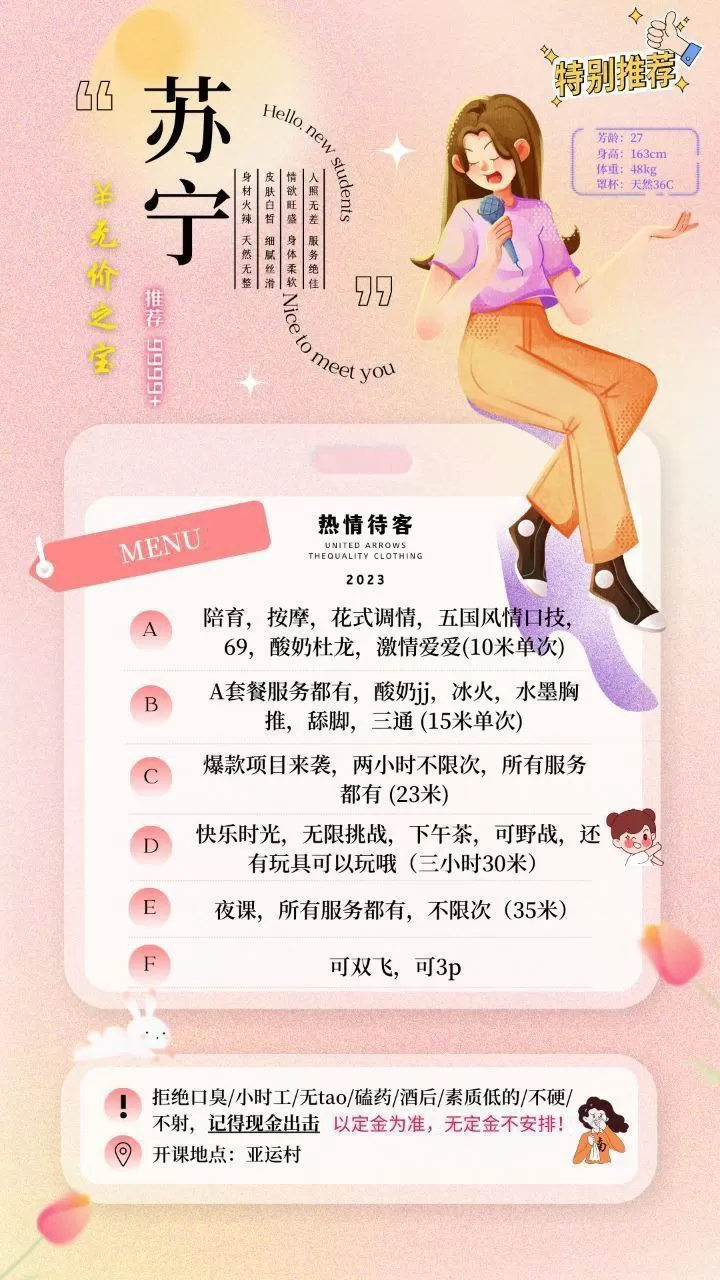 特别推荐
芳龄：27
身高：163cm
体重：48kg
罩杯：天然36C
苏宁
Hello. new students
人照无差 服务绝佳
情欲旺盛 身体柔软
皮肤白皙 细腻丝滑
身材火辣 天然无整
Nice to meet you
￥无价之宝
推荐
MENU
热情待客
UNITED ARROWS
THEQUALITY CLOTHING
2023
A
陪育，按摩，花式调情，五国风情口技，
69，酸奶杜龙，激情爱爱(10米单次)
B
A套餐服务都有，酸奶jj，冰火，水墨胸
推，舔脚，三通 (15米单次)
C
爆款项目来袭，两小时不限次，所有服务
都有 (23米)
D
快乐时光，无限挑战，下午茶，可野战，还
有玩具可以玩哦（三小时30米）
E
夜课，所有服务都有，不限次（35米）
F
可双飞，可3p
拒绝口臭/小时工/无tao/磕药/酒后/素质低的/不硬/
不射，记得现金出击 以定金为准，无定金不安排！
开课地点：亚运村